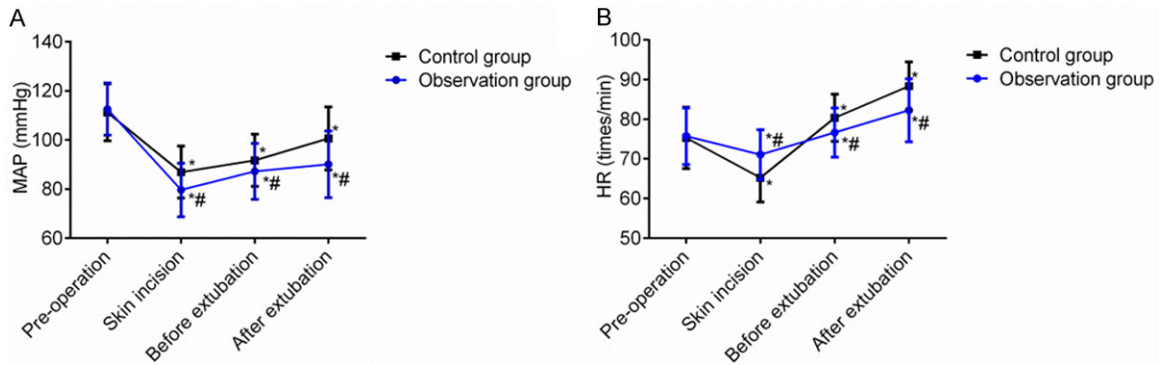 A
MAP (mmHg)
140
120
100
80
60
*
*#
*
*#
*
*#
Pre-operation
Skin incision
Before extubation
After extubation
Control group
Observation group
B
HR (times/min)
100
90
80
70
60
50
*#
*
*
*#
*
*#
Pre-operation
Skin incision
Before extubation
After extubation
Control group
Observation group